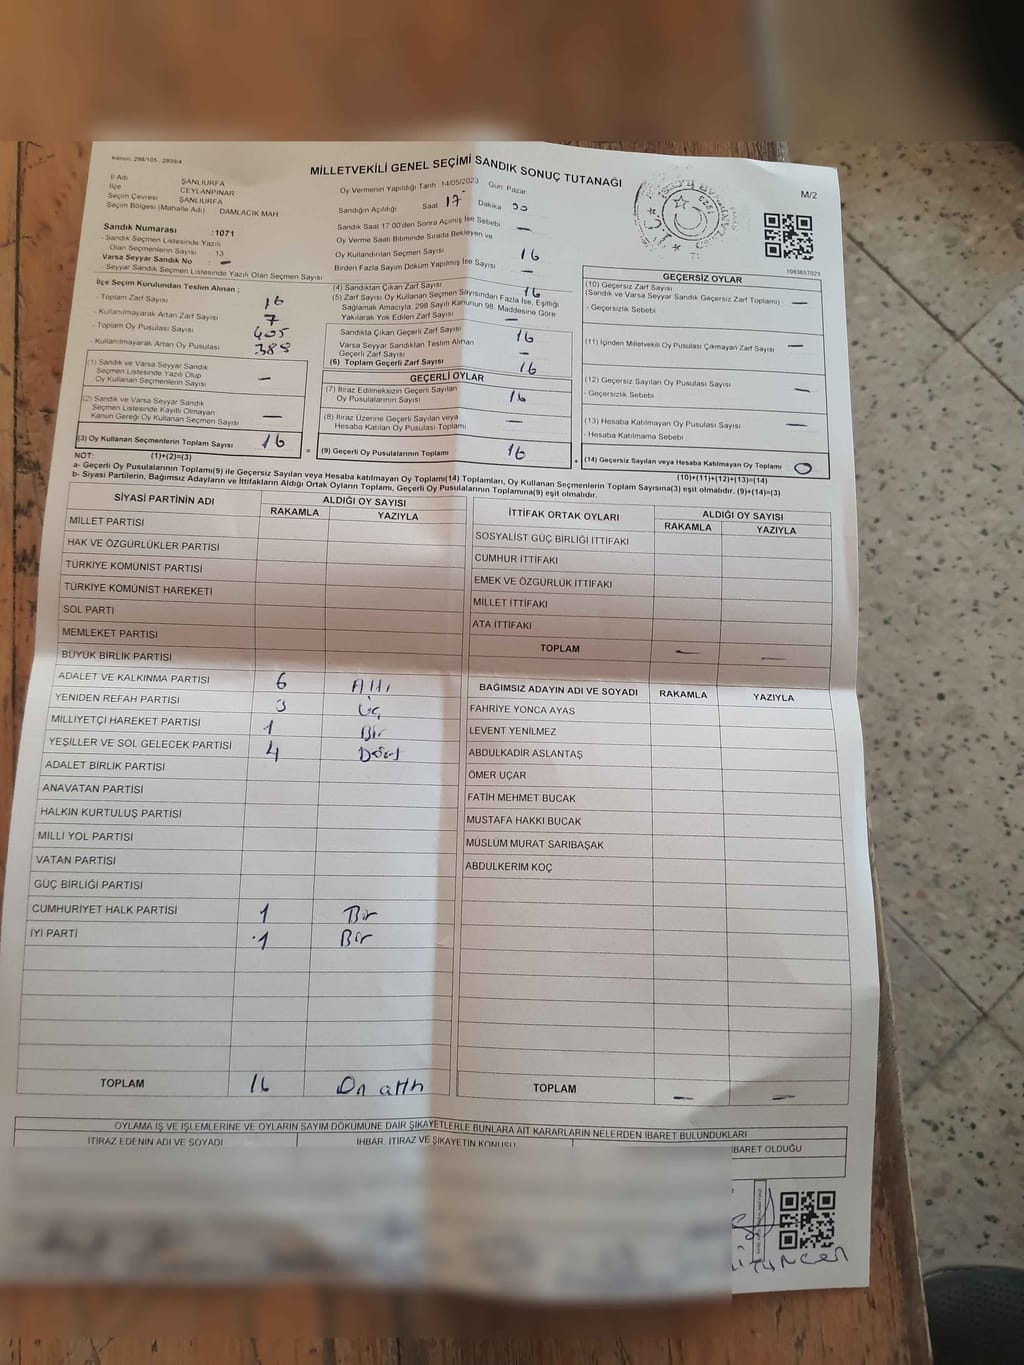 Kanun: 298/105 , 2839/4
MİLLETVEKİLİ GENEL SEÇİMİ SANDIK SONUÇ TUTANAĞI
M/2
İl Adı ŞANLIURFA
İlçe CEYLANPINAR
Seçim Çevresi ŞANLIURFA
Seçim Bölgesi (Mahalle Adı) DAMLACIK MAH.
Oy Vermenin Yapıldığı Tarih 14/05/2023 Gün: Pazar
Sandığın Açıldığı Saat 17 Dakika
Sandık Saat 17.00'den Sonra Açılmış İse Sebebi —
Oy Verme Saati Bitiminde Sırada Bekleyen ve
Oy Kullandırılan Seçmen Sayısı 16
Birden Fazla Sayım Döküm Yapılmış İse Sayısı —
Sandık Numarası :1071
- Sandık Seçmen Listesinde Yazılı
Olan Seçmenlerin Sayısı : 13
Varsa Seyyar Sandık No —
- Seyyar Sandık Seçmen Listesinde Yazılı Olan Seçmen Sayısı
1083657023
İlçe Seçim Kurulundan Teslim Alınan ;
- Toplam Zarf Sayısı 16
- Kullanılmayarak Artan Zarf Sayısı 7
- Toplam Oy Pusulası Sayısı 405
- Kullanılmayarak Artan Oy Pusulası 389
(1) Sandık ve Varsa Seyyar Sandık
Seçmen Listesinde Yazılı Olup
Oy Kullanan Seçmenlerin Sayısı —
(2) Sandık ve Varsa Seyyar Sandık
Seçmen Listesinde Kayıtlı Olmayan
Kanun Gereği Oy Kullanan Seçmen Sayısı —
(3) Oy Kullanan Seçmenlerin Toplam Sayısı 16
(4) Sandıktan Çıkan Zarf Sayısı 16
(5) Zarf Sayısı Oy Kullanan Seçmen Sayısından Fazla İse, Eşitliği
Sağlamak Amacıyla, 298 Sayılı Kanunun 98. Maddesine Göre
Yakılarak Yok Edilen Zarf Sayısı —
Sandıkta Çıkan Geçerli Zarf Sayısı 16
Varsa Seyyar Sandıktan Teslim Alınan
Geçerli Zarf Sayısı —
(6) Toplam Geçerli Zarf Sayısı 16
GEÇERLİ OYLAR
(7) İtiraz Edilmeksizin Geçerli Sayılan
Oy Pusulalarının Sayısı 16
(8) İtiraz Üzerine Geçerli Sayılan veya
Hesaba Katılan Oy Pusulası Toplamı —
= (9) Geçerli Oy Pusulalarının Toplamı 16
GEÇERSİZ OYLAR
(10) Geçersiz Zarf Sayısı
(Sandık ve Varsa Seyyar Sandık Geçersiz Zarf Toplamı) —
- Geçersizlik Sebebi
(11) İçinden Milletvekili Oy Pusulası Çıkmayan Zarf Sayısı —
(12) Geçersiz Sayılan Oy Pusulası Sayısı —
- Geçersizlik Sebebi
(13) Hesaba Katılmayan Oy Pusulası Sayısı —
- Hesaba Katılmama Sebebi
+ (14) Geçersiz Sayılan veya Hesaba Katılmayan Oy Toplamı 0
NOT: (1)+(2)=(3)
(10)+(11)+(12)+(13)=(14)
a- Geçerli Oy Pusulalarının Toplamı(9) ile Geçersiz Sayılan veya Hesaba katılmayan Oy Toplamı(14) Toplamları, Oy Kullanan Seçmenlerin Toplam Sayısına(3) eşit olmalıdır. (9)+(14)=(3)
b- Siyasi Partilerin, Bağımsız Adayların ve İttifakların Aldığı Ortak Oyların Toplamı, Geçerli Oy Pusulalarının Toplamına(9) eşit olmalıdır.
SİYASİ PARTİNİN ADI ALDIĞI OY SAYISI
RAKAMLA YAZIYLA
MİLLET PARTİSİ
HAK VE ÖZGÜRLÜKLER PARTİSİ
TÜRKİYE KOMÜNİST PARTİSİ
TÜRKİYE KOMÜNİST HAREKETİ
SOL PARTİ
MEMLEKET PARTİSİ
BÜYÜK BİRLİK PARTİSİ
ADALET VE KALKINMA PARTİSİ 6 Altı
YENİDEN REFAH PARTİSİ 3 Üç
MİLLİYETÇİ HAREKET PARTİSİ 1 Bir
YEŞİLLER VE SOL GELECEK PARTİSİ 4 Dört
ADALET BİRLİK PARTİSİ
ANAVATAN PARTİSİ
HALKIN KURTULUŞ PARTİSİ
MİLLİ YOL PARTİSİ
VATAN PARTİSİ
GÜÇ BİRLİĞİ PARTİSİ
CUMHURİYET HALK PARTİSİ 1 Bir
İYİ PARTİ 1 Bir
TOPLAM 16 On altı
İTTİFAK ORTAK OYLARI ALDIĞI OY SAYISI
RAKAMLA YAZIYLA
SOSYALİST GÜÇ BİRLİĞİ İTTİFAKI
CUMHUR İTTİFAKI
EMEK VE ÖZGÜRLÜK İTTİFAKI
MİLLET İTTİFAKI
ATA İTTİFAKI
TOPLAM — —
BAĞIMSIZ ADAYIN ADI VE SOYADI RAKAMLA YAZIYLA
FAHRİYE YONCA AYAS
LEVENT YENİLMEZ
ABDULKADİR ASLANTAŞ
ÖMER UÇAR
FATİH MEHMET BUCAK
MUSTAFA HAKKI BUCAK
MÜSLÜM MURAT SARIBAŞAK
ABDULKERİM KOÇ
TOPLAM — —
OYLAMA İŞ VE İŞLEMLERİNE VE OYLARIN SAYIM DÖKÜMÜNE DAİR ŞİKAYETLERLE BUNLARA AİT KARARLARIN NELERDEN İBARET BULUNDUKLARI
İTİRAZ EDENİN ADI VE SOYADI İHBAR, İTİRAZ VE ŞİKAYETİN KONUSU İBARET OLDUĞU